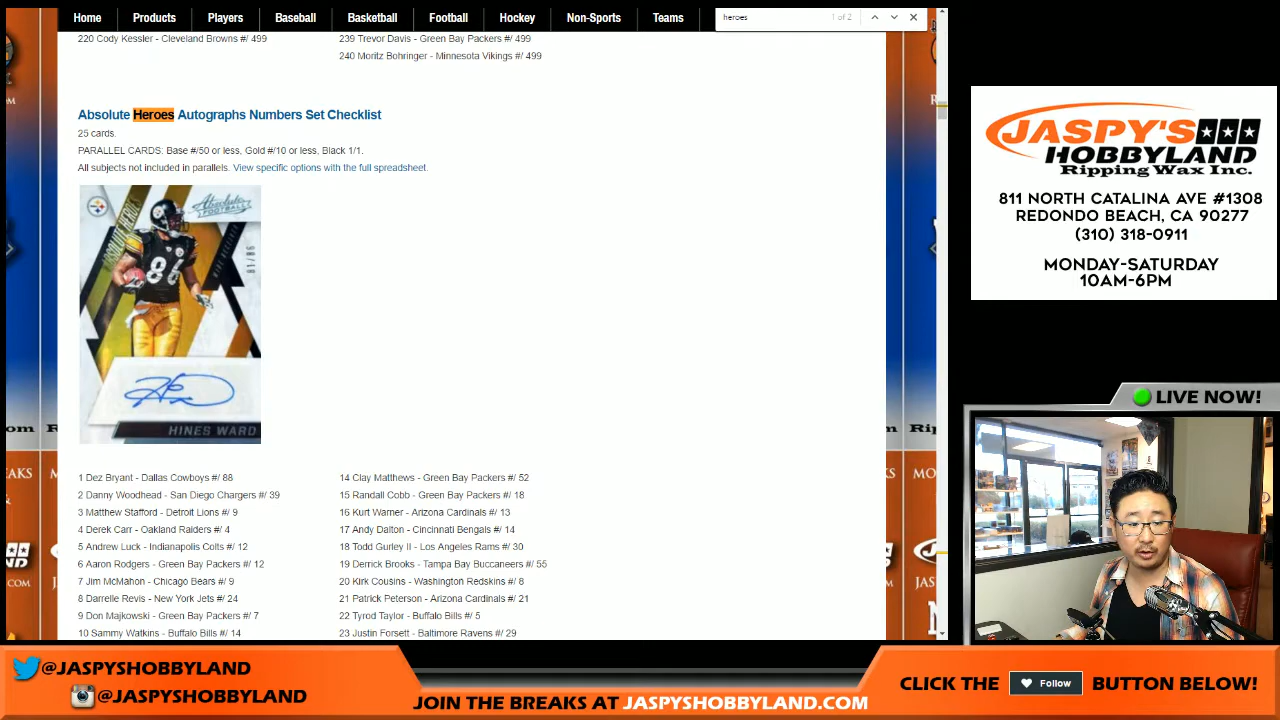 Home Products Players Baseball Basketball Football Hockey Non-Sports Teams
heroes 1 of 2
220 Cody Kessler - Cleveland Browns #/ 499
239 Trevor Davis - Green Bay Packers #/ 499
240 Moritz Bohringer - Minnesota Vikings #/ 499
Absolute Heroes Autographs Numbers Set Checklist
25 cards.
PARALLEL CARDS: Base #/50 or less, Gold #/10 or less, Black 1/1.
All subjects not included in parallels. View specific options with the full spreadsheet.
Absolute
FOOTBALL
ABSOLUTE HEROES
81/86
86
HINES WARD
1 Dez Bryant - Dallas Cowboys #/ 88
2 Danny Woodhead - San Diego Chargers #/ 39
3 Matthew Stafford - Detroit Lions #/ 9
4 Derek Carr - Oakland Raiders #/ 4
5 Andrew Luck - Indianapolis Colts #/ 12
6 Aaron Rodgers - Green Bay Packers #/ 12
7 Jim McMahon - Chicago Bears #/ 9
8 Darrelle Revis - New York Jets #/ 24
9 Don Majkowski - Green Bay Packers #/ 7
10 Sammy Watkins - Buffalo Bills #/ 14
14 Clay Matthews - Green Bay Packers #/ 52
15 Randall Cobb - Green Bay Packers #/ 18
16 Kurt Warner - Arizona Cardinals #/ 13
17 Andy Dalton - Cincinnati Bengals #/ 14
18 Todd Gurley II - Los Angeles Rams #/ 30
19 Derrick Brooks - Tampa Bay Buccaneers #/ 55
20 Kirk Cousins - Washington Redskins #/ 8
21 Patrick Peterson - Arizona Cardinals #/ 21
22 Tyrod Taylor - Buffalo Bills #/ 5
23 Justin Forsett - Baltimore Ravens #/ 29
JASPY'S
HOBBYLAND
Ripping Wax Inc.
811 NORTH CATALINA AVE #1308
REDONDO BEACH, CA 90277
(310) 318-0911
MONDAY-SATURDAY
10AM-6PM
LIVE NOW!
@JASPYSHOBBYLAND
@JASPYSHOBBYLAND
JOIN THE BREAKS AT JASPYSHOBBYLAND.COM
CLICK THE Follow BUTTON BELOW!